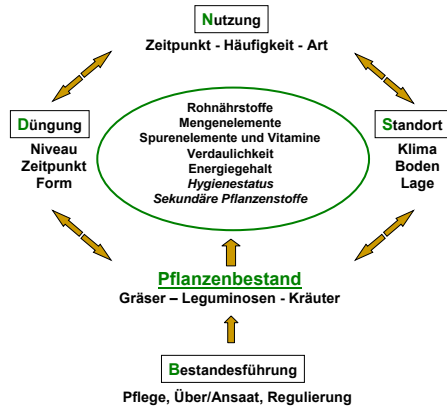 Nutzung
Zeitpunkt - Häufigkeit - Art
Düngung
Niveau
Zeitpunkt
Form
Rohnährstoffe
Mengenelemente
Spurenelemente und Vitamine
Verdaulichkeit
Energiegehalt
Hygienestatus
Sekundäre Pflanzenstoffe
Standort
Klima
Boden
Lage
Pflanzenbestand
Gräser – Leguminosen - Kräuter
Bestandesführung
Pflege, Über/Ansaat, Regulierung